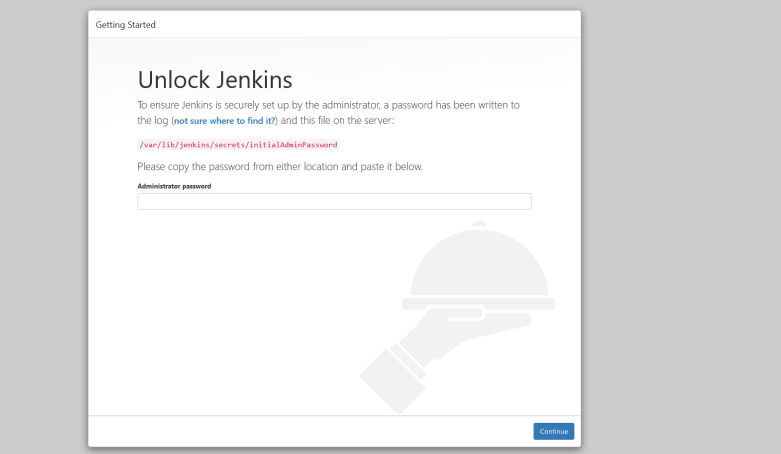 Getting Started
Unlock Jenkins
To ensure Jenkins is securely set up by the administrator, a password has been written to
the log (not sure where to find it?) and this file on the server:
/var/lib/jenkins/secrets/initialAdminPassword
Please copy the password from either location and paste it below.
Administrator password
Continue